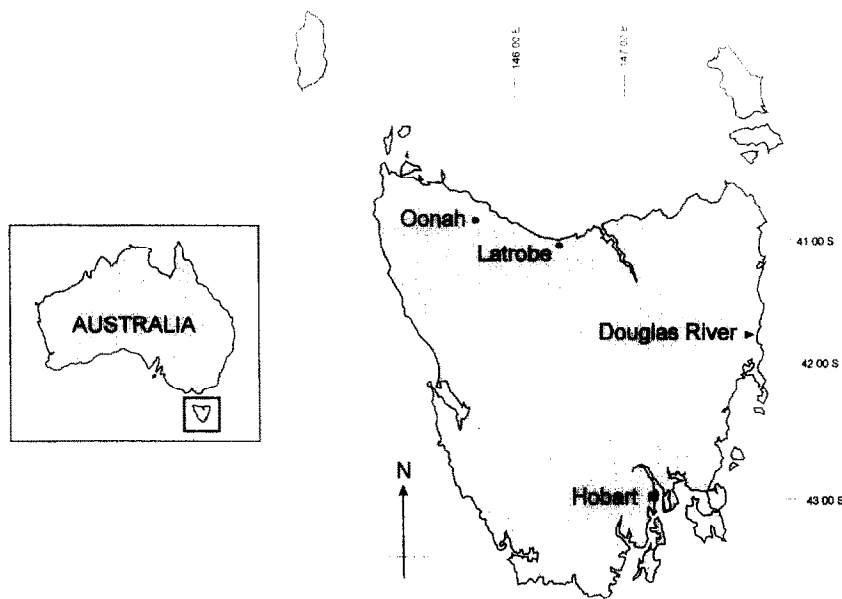 146 00 E
147 00 E
Oonah
Latrobe
41 00 S
AUSTRALIA
Douglas River
42 00 S
N
Hobart
43 00 S